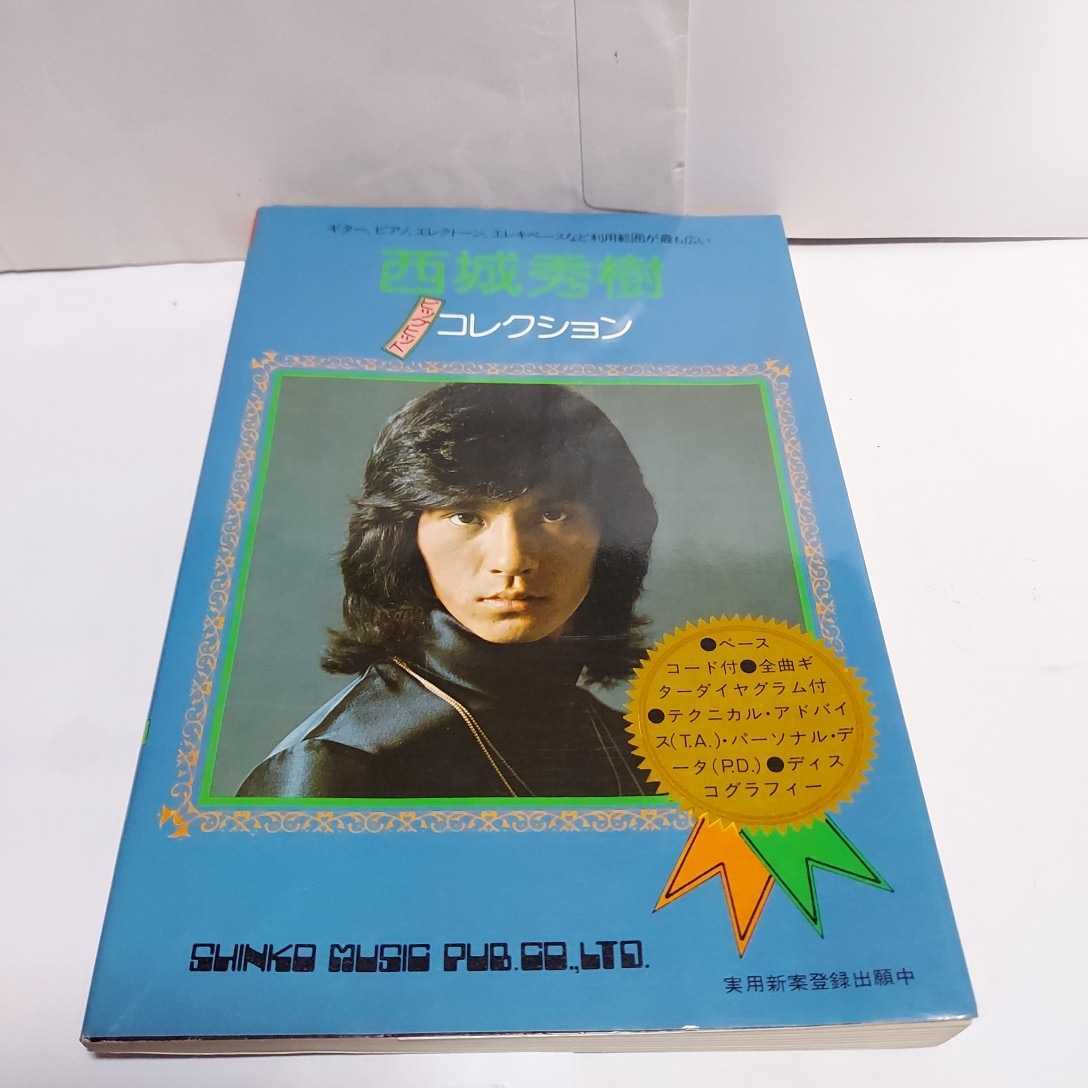 ギター、ピアノ、エレクトーン、エレキベースなど利用範囲が最も広い
西城秀樹
リクエスト
コレクション
●ベース
コード付●全曲ギ
ターダイヤグラム付
●テクニカル・アドバイ
ス(T.A.)・パーソナル・デ
ータ(P.D.)●ディス
コグラフィー
SHINKO MUSIC PUB.CO.,LTD.
実用新案登録出願中